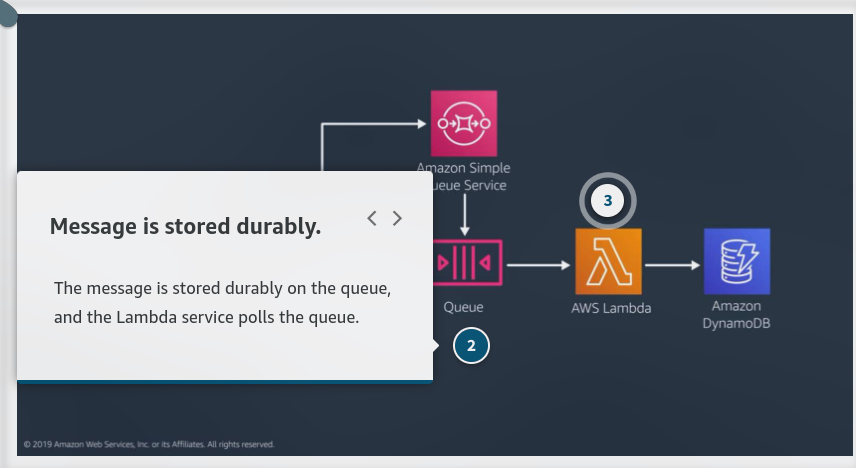 Amazon Simple
ueue Service
3
Message is stored durably.
The message is stored durably on the queue,
and the Lambda service polls the queue.
Queue
AWS Lambda
Amazon
DynamoDB
2
© 2019 Amazon Web Services, Inc. or its Affiliates. All rights reserved.